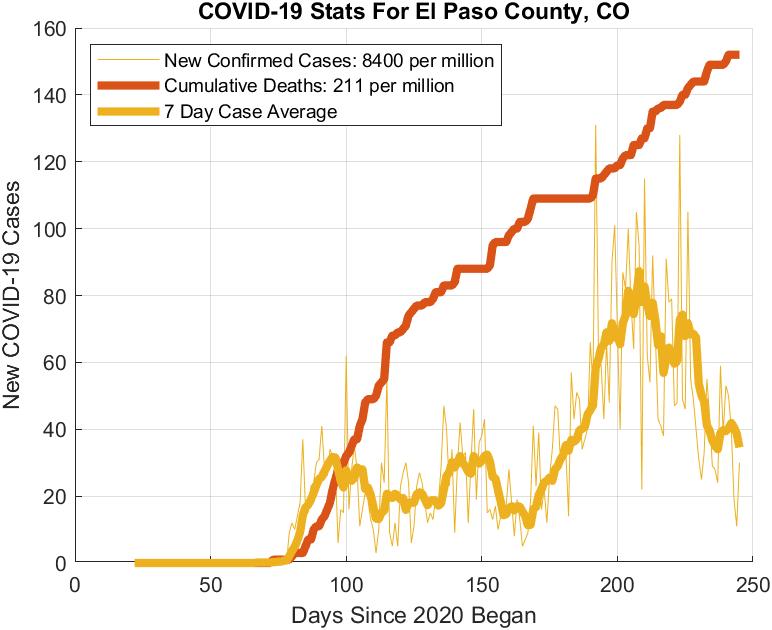 COVID-19 Stats For El Paso County, CO
New Confirmed Cases: 8400 per million
Cumulative Deaths: 211 per million
7 Day Case Average
New COVID-19 Cases
160
140
120
100
80
60
40
20
0
0 50 100 150 200 250
Days Since 2020 Began